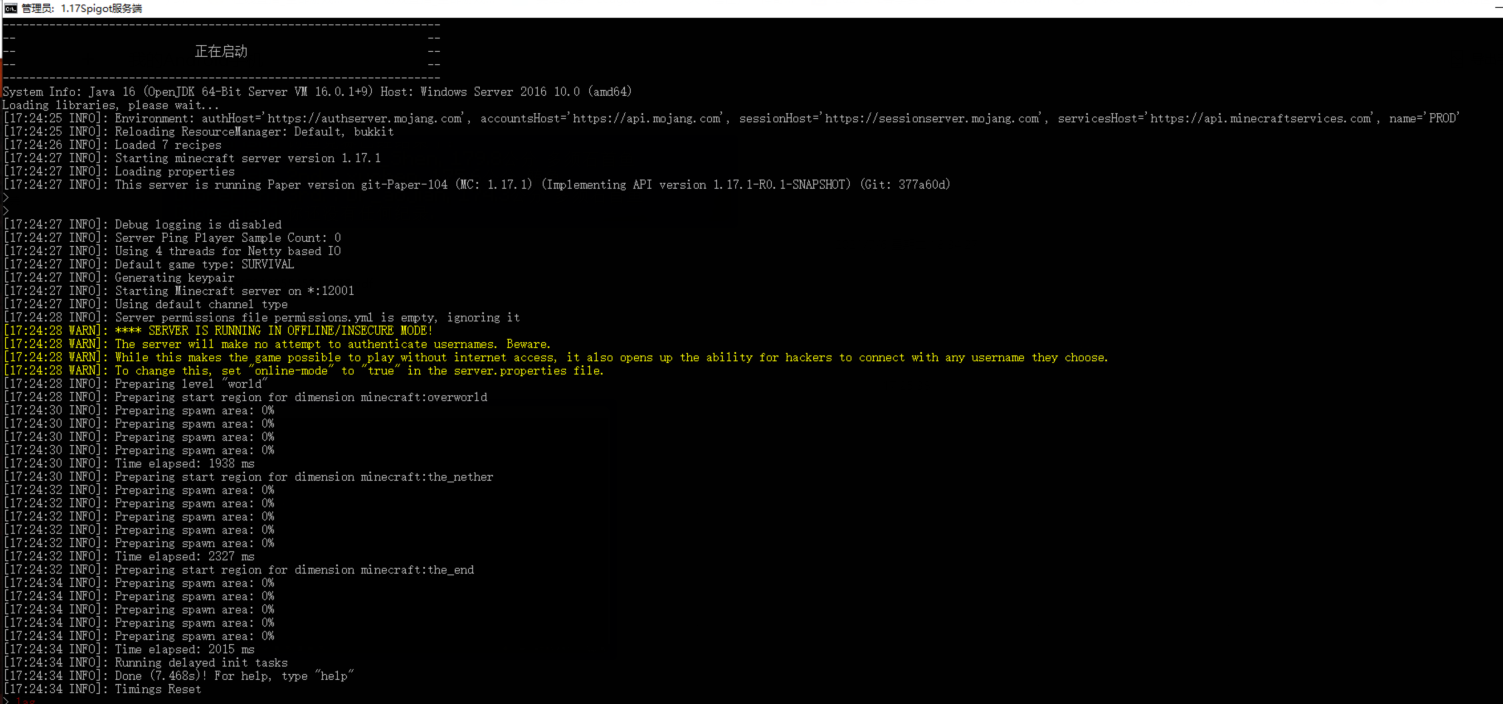 管理员: 1.17Spigot服务端
------------------------------------------------------------------
--                                                              --
--                           正在启动                           --
--                                                              --
------------------------------------------------------------------
System Info: Java 16 (OpenJDK 64-Bit Server VM 16.0.1+9) Host: Windows Server 2016 10.0 (amd64)
Loading libraries, please wait...
[17:24:25 INFO]: Environment: authHost='https://authserver.mojang.com', accountsHost='https://api.mojang.com', sessionHost='https://sessionserver.mojang.com', servicesHost='https://api.minecraftservices.com', name='PROD'
[17:24:25 INFO]: Reloading ResourceManager: Default, bukkit
[17:24:26 INFO]: Loaded 7 recipes
[17:24:27 INFO]: Starting minecraft server version 1.17.1
[17:24:27 INFO]: Loading properties
[17:24:27 INFO]: This server is running Paper version git-Paper-104 (MC: 1.17.1) (Implementing API version 1.17.1-R0.1-SNAPSHOT) (Git: 377a60d)
>
>
[17:24:27 INFO]: Debug logging is disabled
[17:24:27 INFO]: Server Ping Player Sample Count: 0
[17:24:27 INFO]: Using 4 threads for Netty based IO
[17:24:27 INFO]: Default game type: SURVIVAL
[17:24:27 INFO]: Generating keypair
[17:24:27 INFO]: Starting Minecraft server on *:12001
[17:24:27 INFO]: Using default channel type
[17:24:28 INFO]: Server permissions file permissions.yml is empty, ignoring it
[17:24:28 WARN]: **** SERVER IS RUNNING IN OFFLINE/INSECURE MODE!
[17:24:28 WARN]: The server will make no attempt to authenticate usernames. Beware.
[17:24:28 WARN]: While this makes the game possible to play without internet access, it also opens up the ability for hackers to connect with any username they choose.
[17:24:28 WARN]: To change this, set "online-mode" to "true" in the server.properties file.
[17:24:28 INFO]: Preparing level "world"
[17:24:28 INFO]: Preparing start region for dimension minecraft:overworld
[17:24:30 INFO]: Preparing spawn area: 0%
[17:24:30 INFO]: Preparing spawn area: 0%
[17:24:30 INFO]: Preparing spawn area: 0%
[17:24:30 INFO]: Preparing spawn area: 0%
[17:24:30 INFO]: Time elapsed: 1938 ms
[17:24:30 INFO]: Preparing start region for dimension minecraft:the_nether
[17:24:32 INFO]: Preparing spawn area: 0%
[17:24:32 INFO]: Preparing spawn area: 0%
[17:24:32 INFO]: Preparing spawn area: 0%
[17:24:32 INFO]: Preparing spawn area: 0%
[17:24:32 INFO]: Preparing spawn area: 0%
[17:24:32 INFO]: Time elapsed: 2327 ms
[17:24:32 INFO]: Preparing start region for dimension minecraft:the_end
[17:24:34 INFO]: Preparing spawn area: 0%
[17:24:34 INFO]: Preparing spawn area: 0%
[17:24:34 INFO]: Preparing spawn area: 0%
[17:24:34 INFO]: Preparing spawn area: 0%
[17:24:34 INFO]: Preparing spawn area: 0%
[17:24:34 INFO]: Time elapsed: 2015 ms
[17:24:34 INFO]: Running delayed init tasks
[17:24:34 INFO]: Done (7.468s)! For help, type "help"
[17:24:34 INFO]: Timings Reset
>